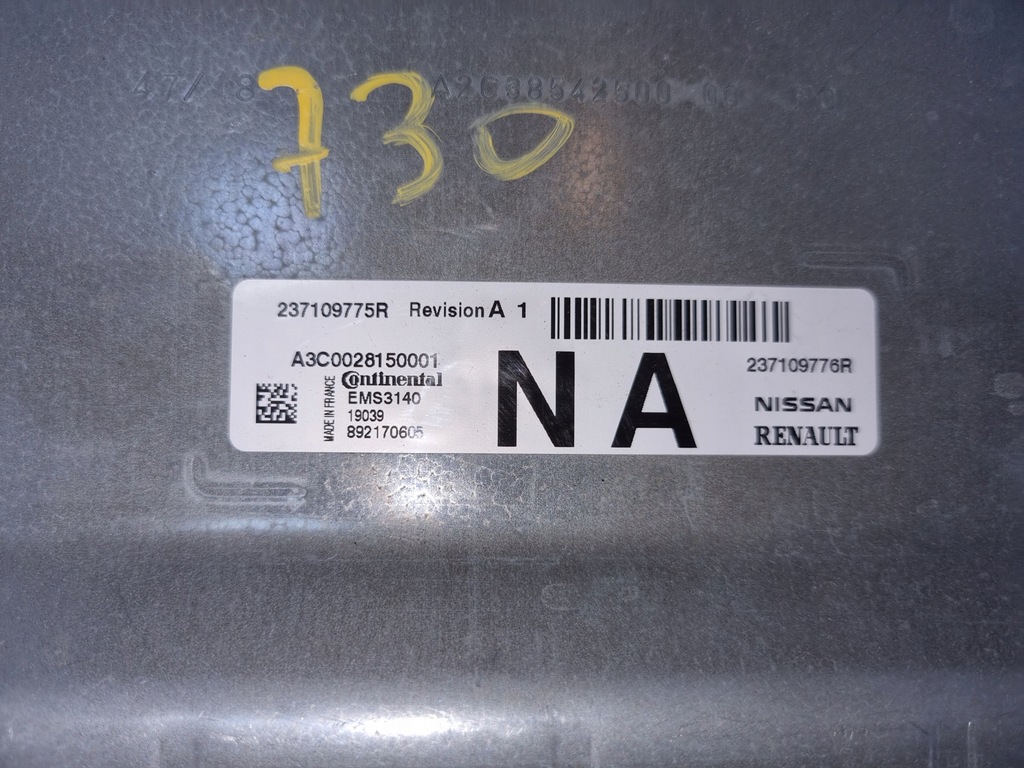 730
237109775R Revision A 1
A3C0028150001
Continental
MADE IN FRANCE
EMS3140
19039
892170605
NA
237109776R
NISSAN
RENAULT